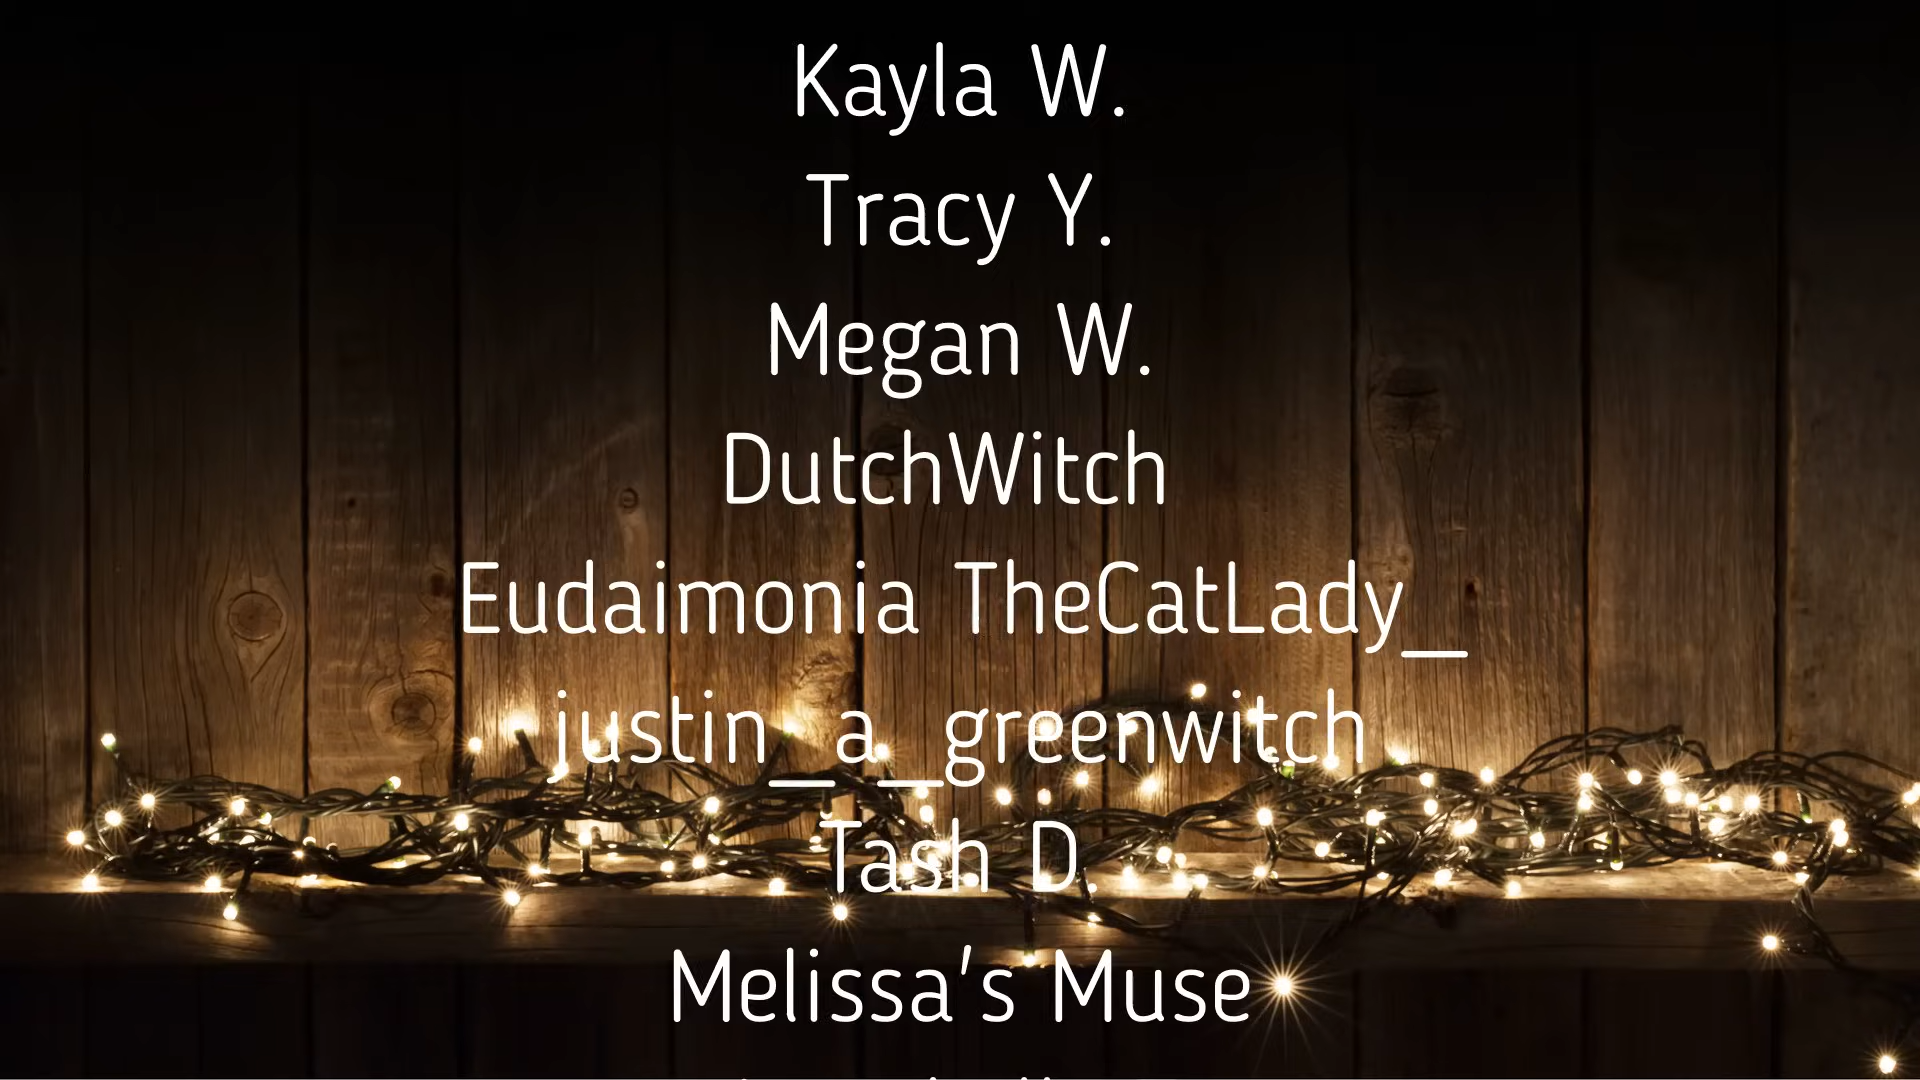 Kayla W.
Tracy Y.
Megan W.
DutchWitch
Eudaimonia TheCatLady_
justin_a_greenwitch
Tash D.
Melissa's Muse